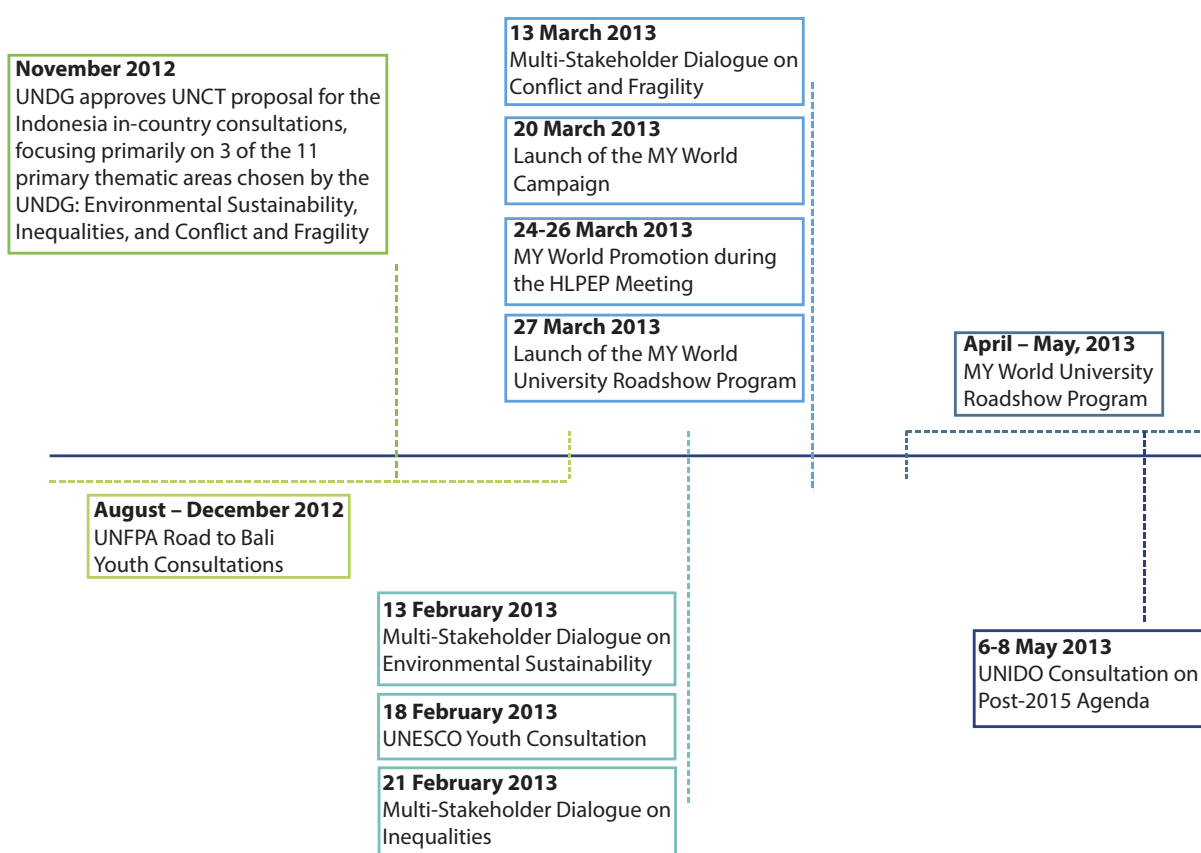 November 2012
UNDG approves UNCT proposal for the
Indonesia in-country consultations,
focusing primarily on 3 of the 11
primary thematic areas chosen by the
UNDG: Environmental Sustainability,
Inequalities, and Conflict and Fragility
13 March 2013
Multi-Stakeholder Dialogue on
Conflict and Fragility
20 March 2013
Launch of the MY World
Campaign
24-26 March 2013
MY World Promotion during
the HLPEP Meeting
27 March 2013
Launch of the MY World
University Roadshow Program
April – May, 2013
MY World University
Roadshow Program
August – December 2012
UNFPA Road to Bali
Youth Consultations
13 February 2013
Multi-Stakeholder Dialogue on
Environmental Sustainability
18 February 2013
UNESCO Youth Consultation
21 February 2013
Multi-Stakeholder Dialogue on
Inequalities
6-8 May 2013
UNIDO Consultation on
Post-2015 Agenda